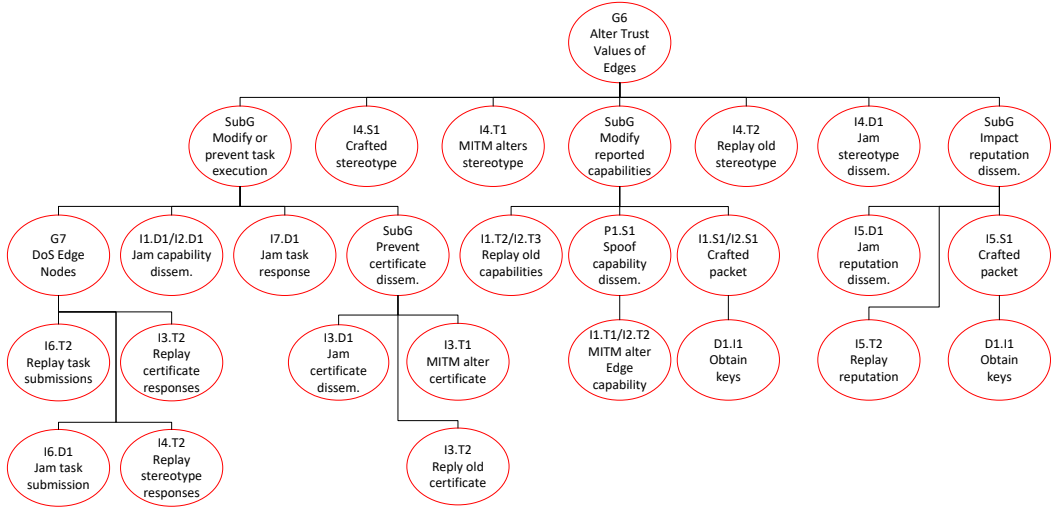 G6
Alter Trust
Values of
Edges
SubG
Modify or
prevent task
execution
I4.S1
Crafted
stereotype
I4.T1
MITM alters
stereotype
SubG
Modify
reported
capabilities
I4.T2
Replay old
stereotype
I4.D1
Jam
stereotype
dissem.
SubG
Impact
reputation
dissem.
G7
DoS Edge
Nodes
I1.D1/I2.D1
Jam capability
dissem.
I7.D1
Jam task
response
SubG
Prevent
certificate
dissem.
I1.T2/I2.T3
Replay old
capabilities
P1.S1
Spoof
capability
dissem.
I1.S1/I2.S1
Crafted
packet
I5.D1
Jam
reputation
dissem.
I5.S1
Crafted
packet
I6.T2
Replay task
submissions
I3.T2
Replay
certificate
responses
I3.D1
Jam
certificate
dissem.
I3.T1
MITM alter
certificate
I1.T1/I2.T2
MITM alter
Edge
capability
D1.I1
Obtain
keys
I5.T2
Replay
reputation
D1.I1
Obtain
keys
I6.D1
Jam task
submission
I4.T2
Replay
stereotype
responses
I3.T2
Reply old
certificate